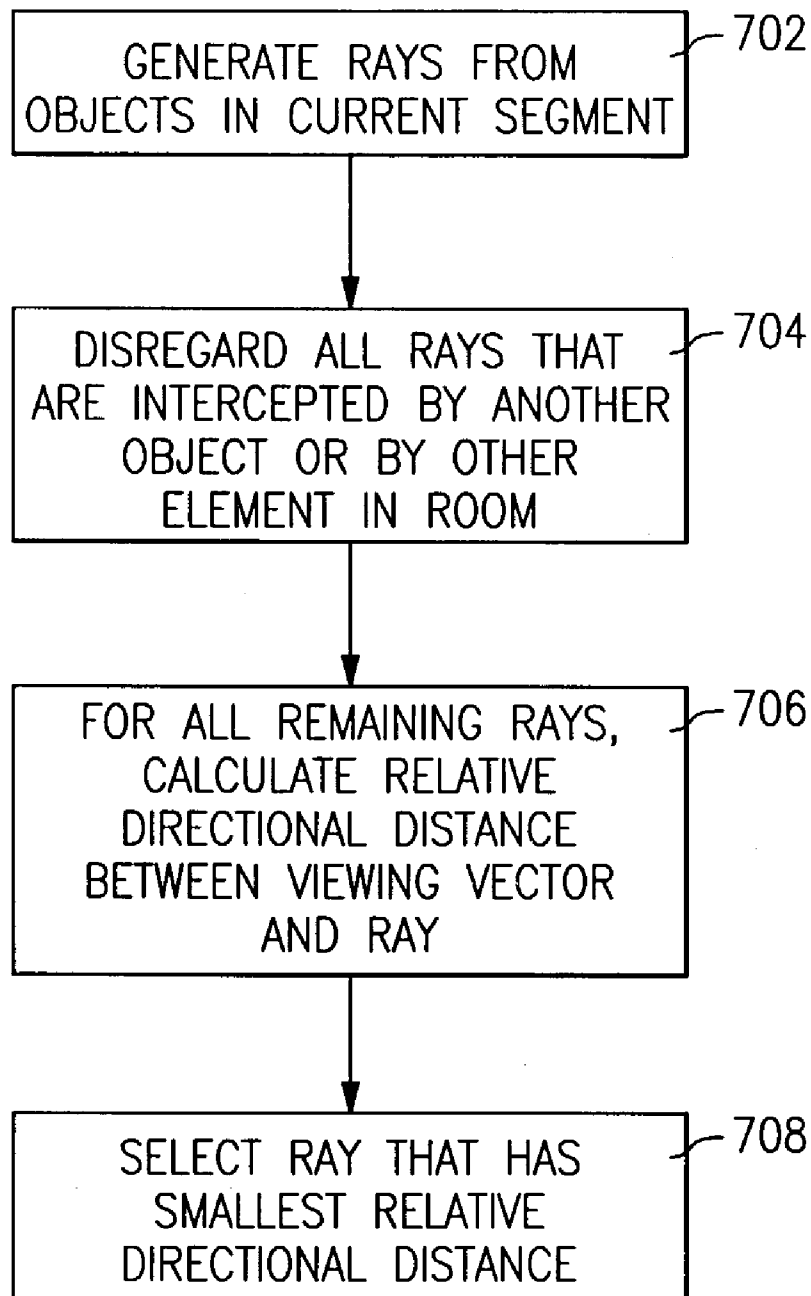 702
GENERATE RAYS FROM
OBJECTS IN CURRENT SEGMENT
704
DISREGARD ALL RAYS THAT
ARE INTERCEPTED BY ANOTHER
OBJECT OR BY OTHER
ELEMENT IN ROOM
706
FOR ALL REMAINING RAYS,
CALCULATE RELATIVE
DIRECTIONAL DISTANCE
BETWEEN VIEWING VECTOR
AND RAY
708
SELECT RAY THAT HAS
SMALLEST RELATIVE
DIRECTIONAL DISTANCE